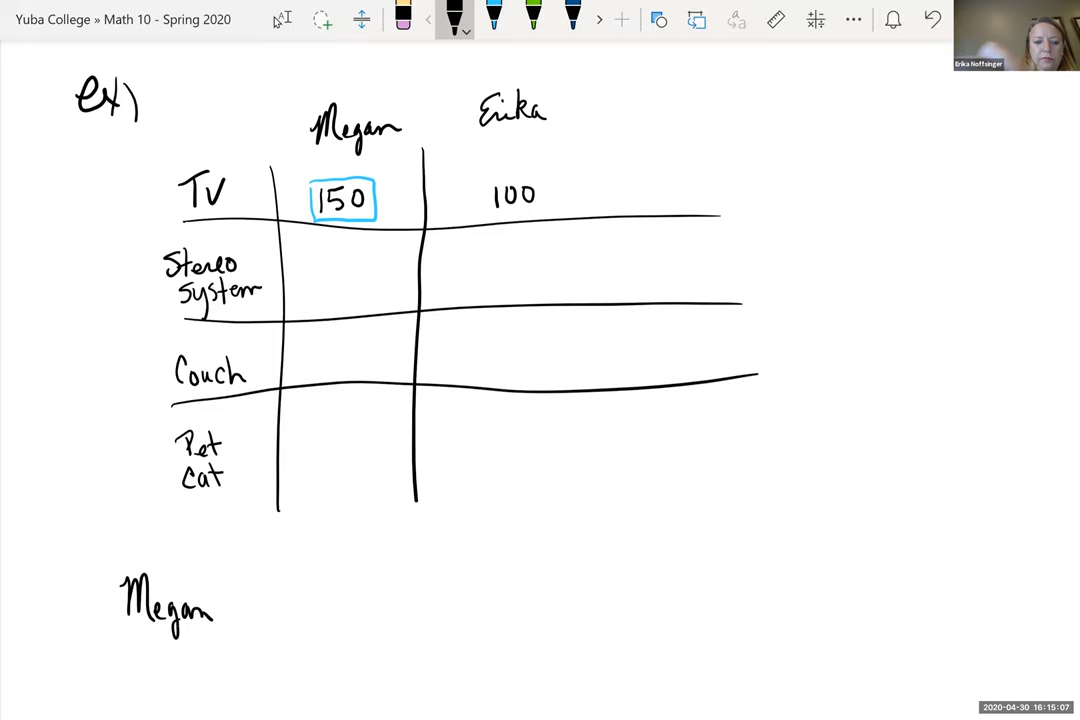 Yuba College » Math 10 - Spring 2020
Erika Noffsinger
ex)
Megan Erika
TV 150 100
Stereo
System
Couch
Pet
Cat
Megan
2020-04-30 16:15:07